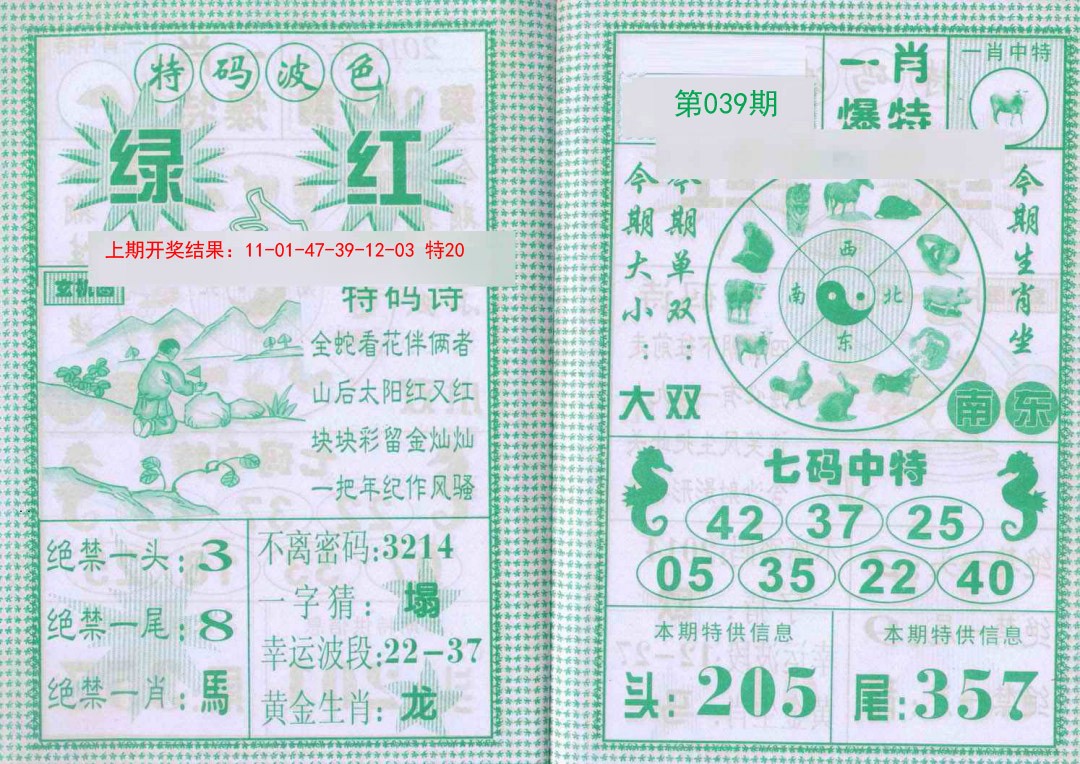 特码波色
绿 红
上期开奖结果：11-01-47-39-12-03 特20
玄机图
特码诗
全蛇看花伴俩者
山后太阳红又红
块块彩留金灿灿
一把年纪作风骚
绝禁一头:3
绝禁一尾:8
绝禁一肖:馬
不离密码:3214
一字猜：塌
幸运波段:22-37
黄金生肖:龙
第039期
一肖
爆特
一肖中特
今期大小：大
今期单双：双
西
南 北
东
今期生肖坐
南东
七码中特
42 37 25
05 35 22 40
本期特供信息
头:205
本期特供信息
尾:357